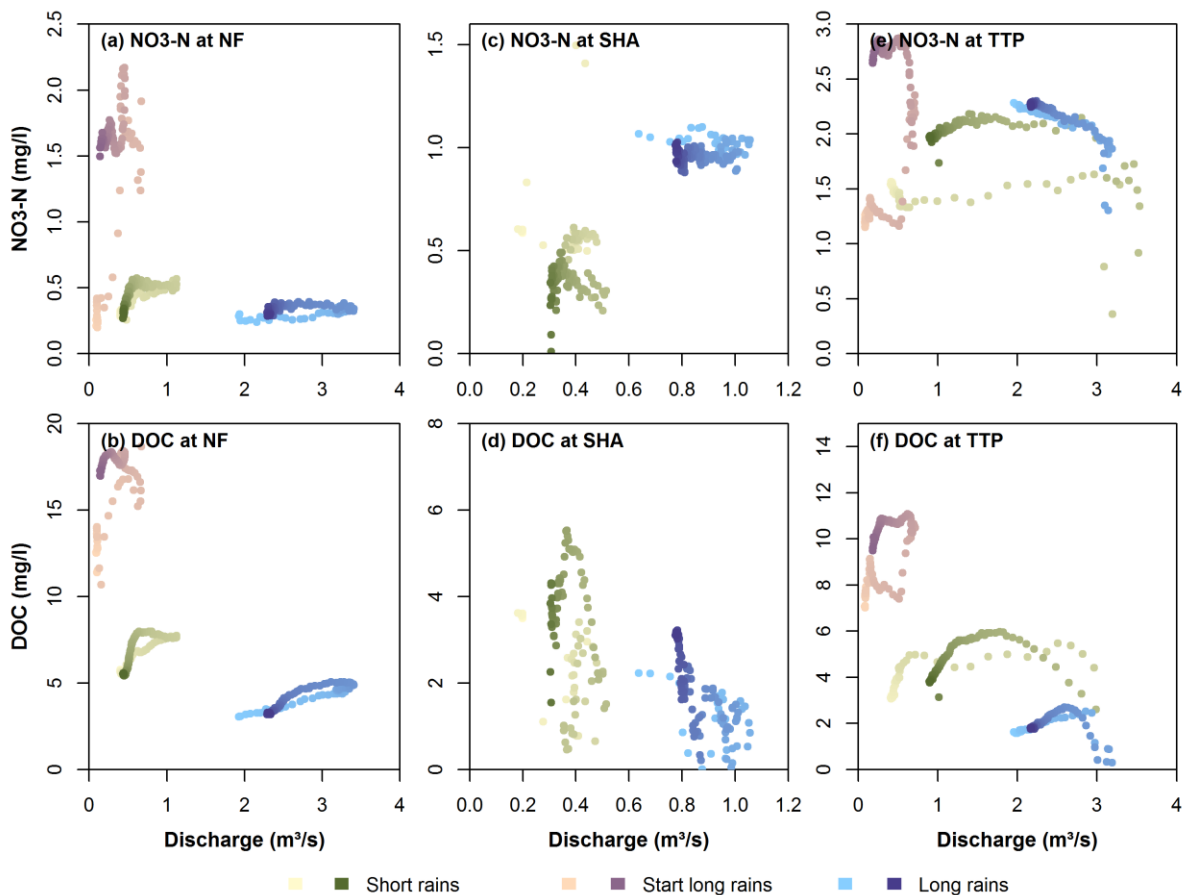 (a) NO3-N at NF
(c) NO3-N at SHA
(e) NO3-N at TTP
NO3-N (mg/l)
2.5
2.0
1.5
1.0
0.5
0.0
0 1 2 3 4
1.5
1.0
0.5
0.0
0.0 0.2 0.4 0.6 0.8 1.0 1.2
3.0
2.5
2.0
1.5
1.0
0.5
0.0
0 1 2 3 4
(b) DOC at NF
(d) DOC at SHA
(f) DOC at TTP
DOC (mg/l)
20
15
10
5
0
0 1 2 3 4
8
6
4
2
0
0.0 0.2 0.4 0.6 0.8 1.0 1.2
14
12
10
8
6
4
2
0
0 1 2 3 4
Discharge (m³/s)
Discharge (m³/s)
Discharge (m³/s)
Short rains
Start long rains
Long rains